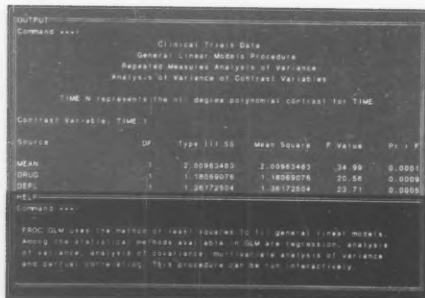 OUTPUT
Command ===>
Clinical Trials Data
General Linear Models Procedure
Repeated Measures Analysis of Variance
Analysis of Variance of Contrast Variables
TIME.N represents the nth degree polynomial contrast for TIME
Contrast Variable: TIME.1
Source DF Type III SS Mean Square F Value Pr > F
MEAN 1 2.00963483 2.00963483 34.99 0.0001
DRUG 1 1.18069076 1.18069076 20.56 0.0009
DEPL 1 1.36172504 1.36172504 23.71 0.0005
HELP
Command ===>
PROC GLM uses the method of least squares to fit general linear models.
Among the statistical methods available in GLM are regression, analysis
of variance, analysis of covariance, multivariate analysis of variance
and partial correlation. This procedure can be run interactively.